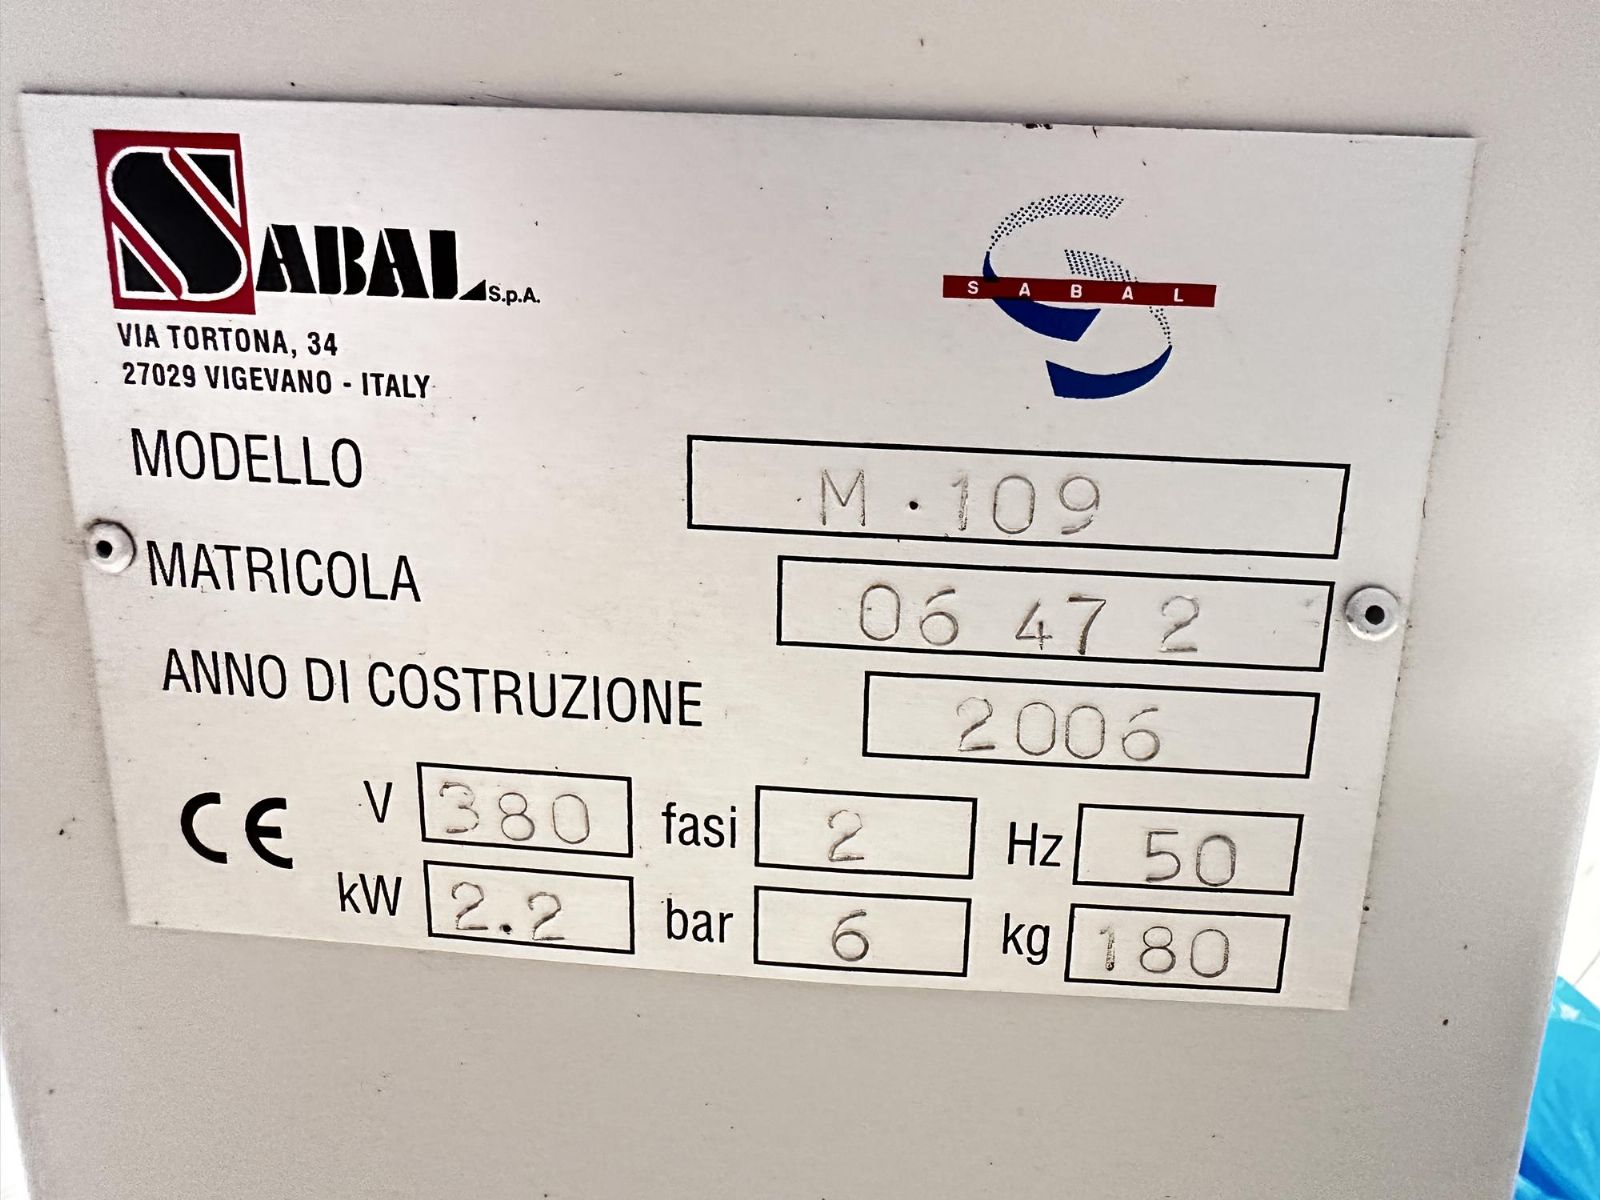 SABAL S.p.A.
VIA TORTONA, 34
27029 VIGEVANO - ITALY
SABAL
MODELLO M.109
MATRICOLA 06 47 2
ANNO DI COSTRUZIONE 2006
CE V 380 fasi 2 Hz 50
kW 2.2 bar 6 kg 180